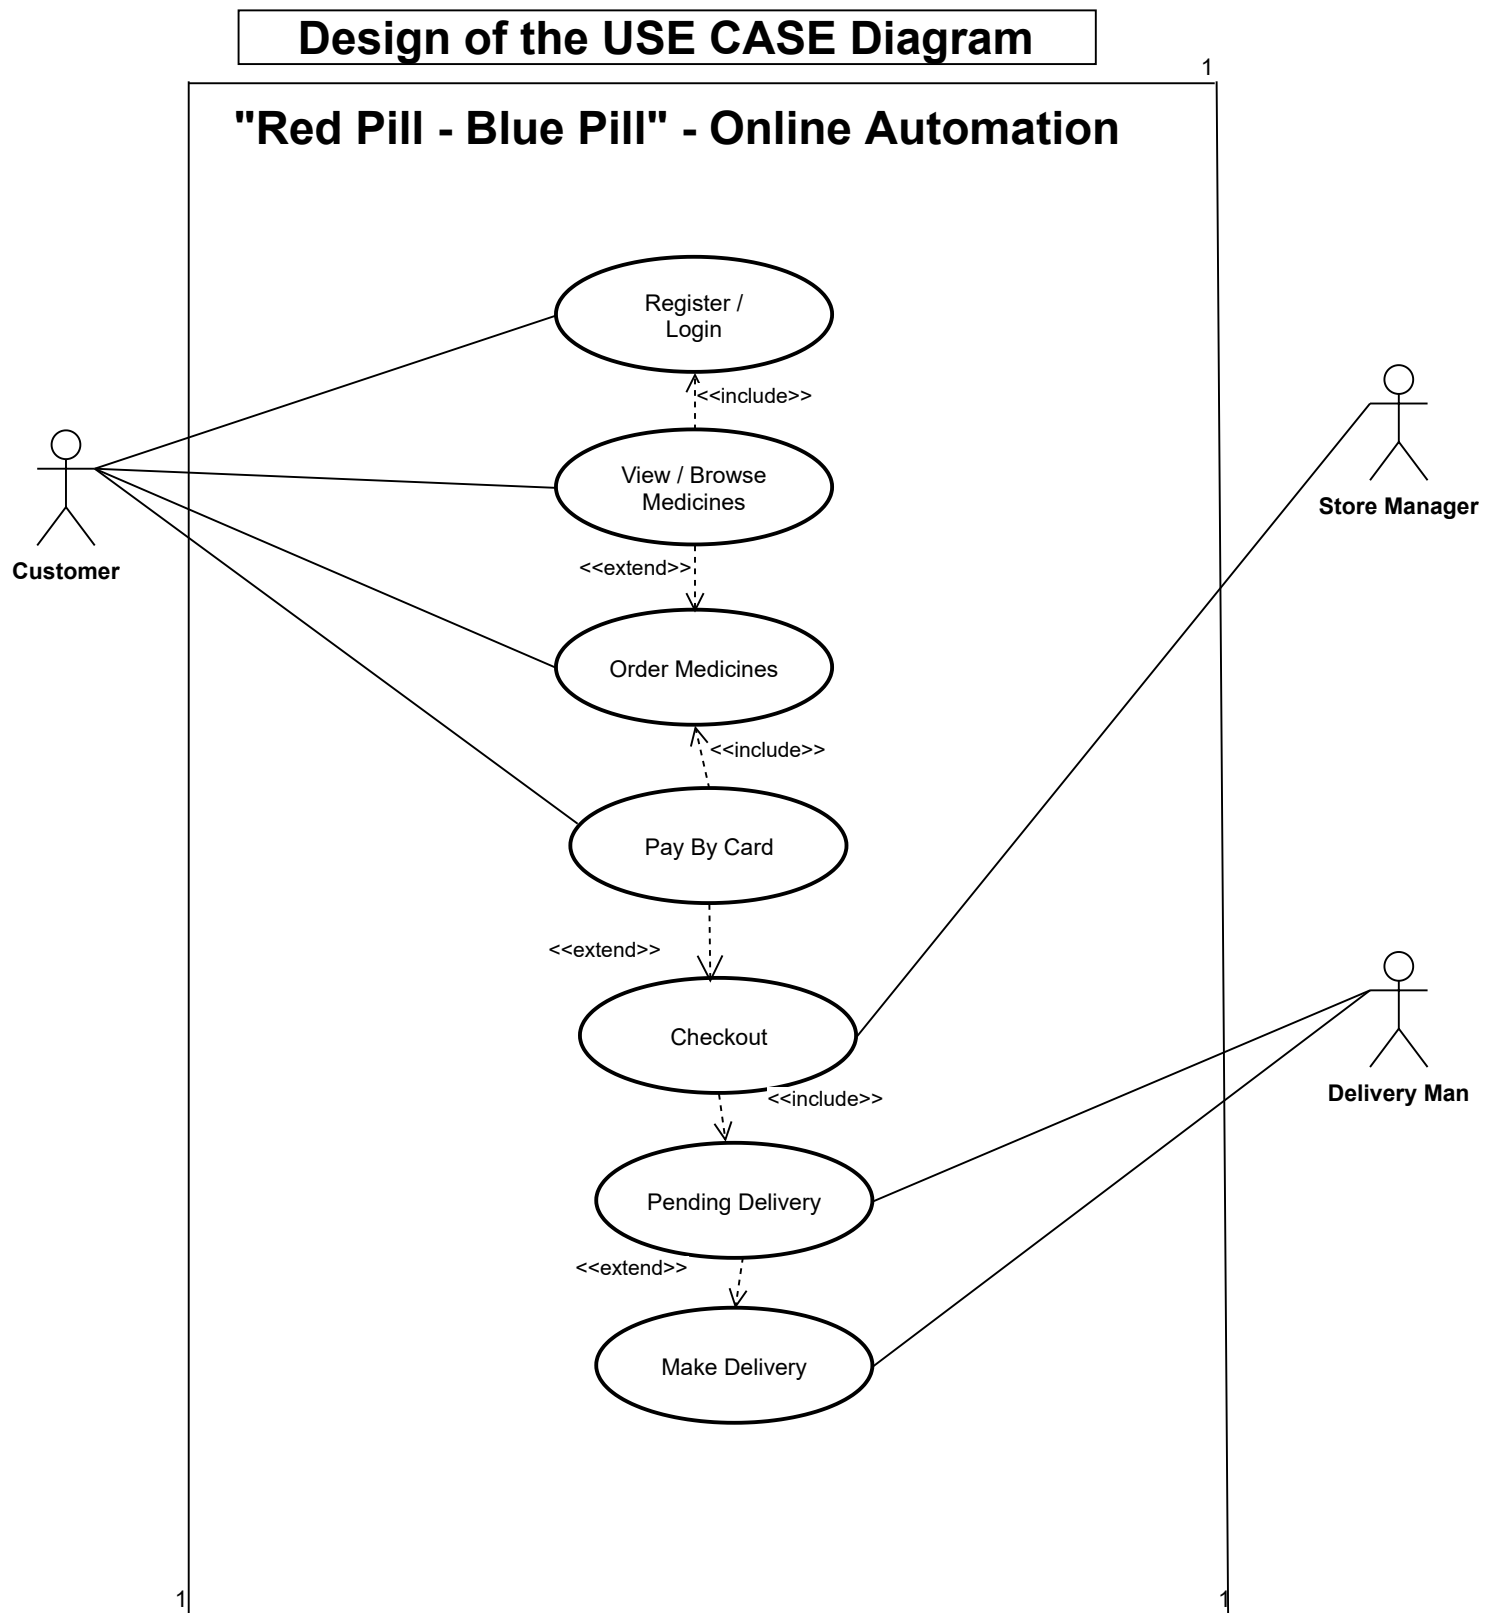 Design of the USE CASE Diagram
1
"Red Pill - Blue Pill" - Online Automation
Register /
Login
<<include>>
View / Browse
Medicines
Store Manager
Customer
<<extend>>
Order Medicines
<<include>>
Pay By Card
<<extend>>
Checkout
<<include>>
Delivery Man
Pending Delivery
<<extend>>
Make Delivery
1
1